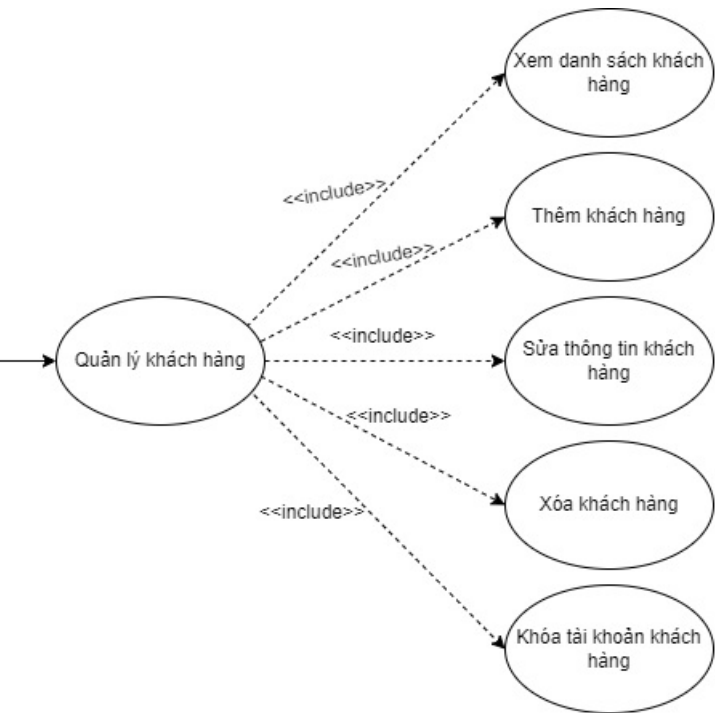 Xem danh sách khách
hàng
<<include>>
Thêm khách hàng
<<include>>
<<include>>
Sửa thông tin khách
hàng
Quản lý khách hàng
<<include>>
Xóa khách hàng
<<include>>
Khóa tài khoản khách
hàng